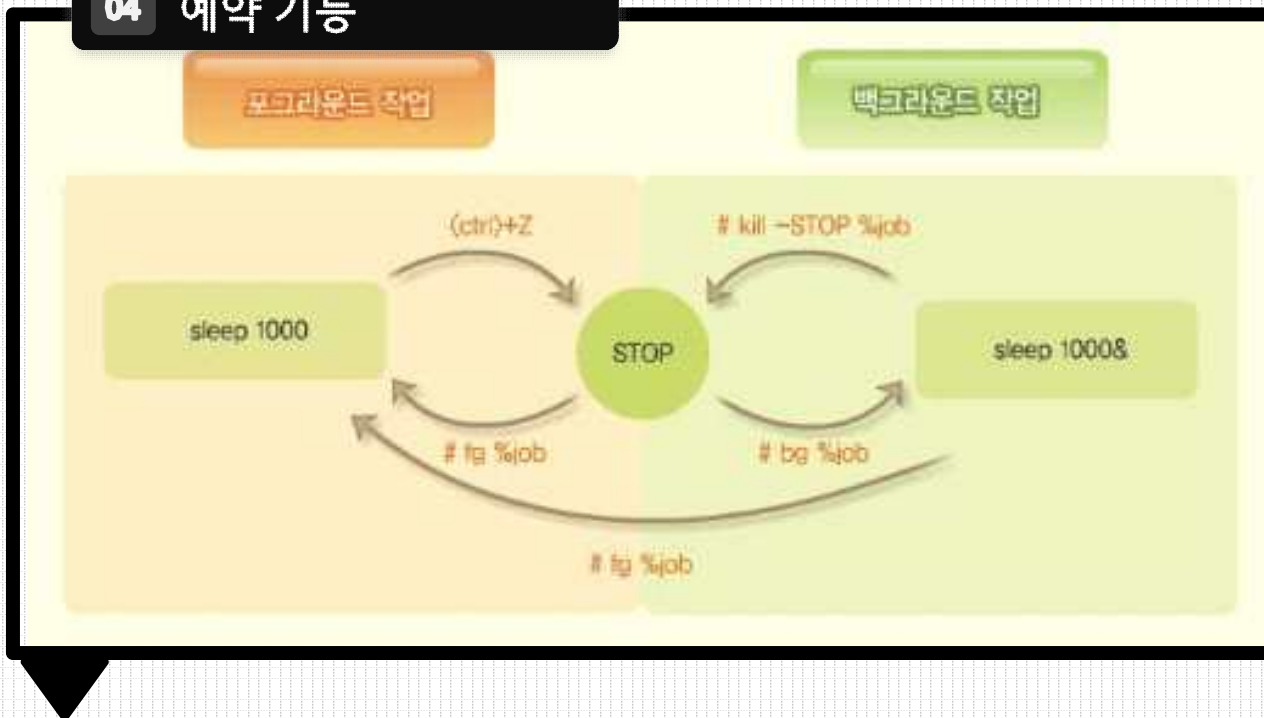 04 예약 기능
포그라운드 작업
백그라운드 작업
(ctrl)+Z
# kill -STOP %job
sleep 1000
STOP
sleep 1000&
# fg %job
# bg %job
# fg %job